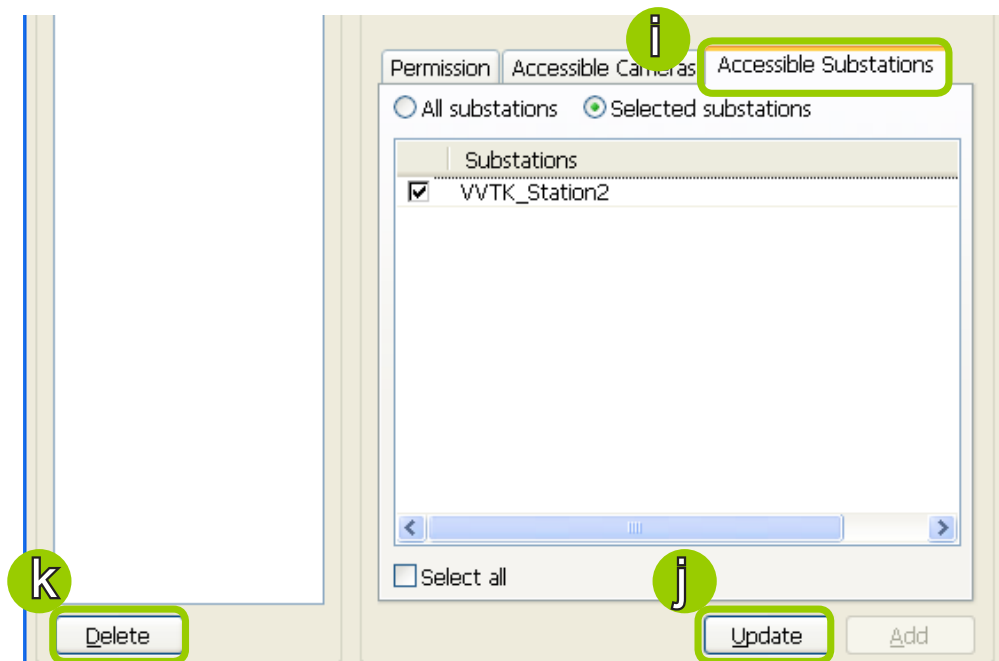 i
Permission Accessible Cameras Accessible Substations
All substations Selected substations
Substations
VVTK_Station2
Select all
k
j
Delete Update Add